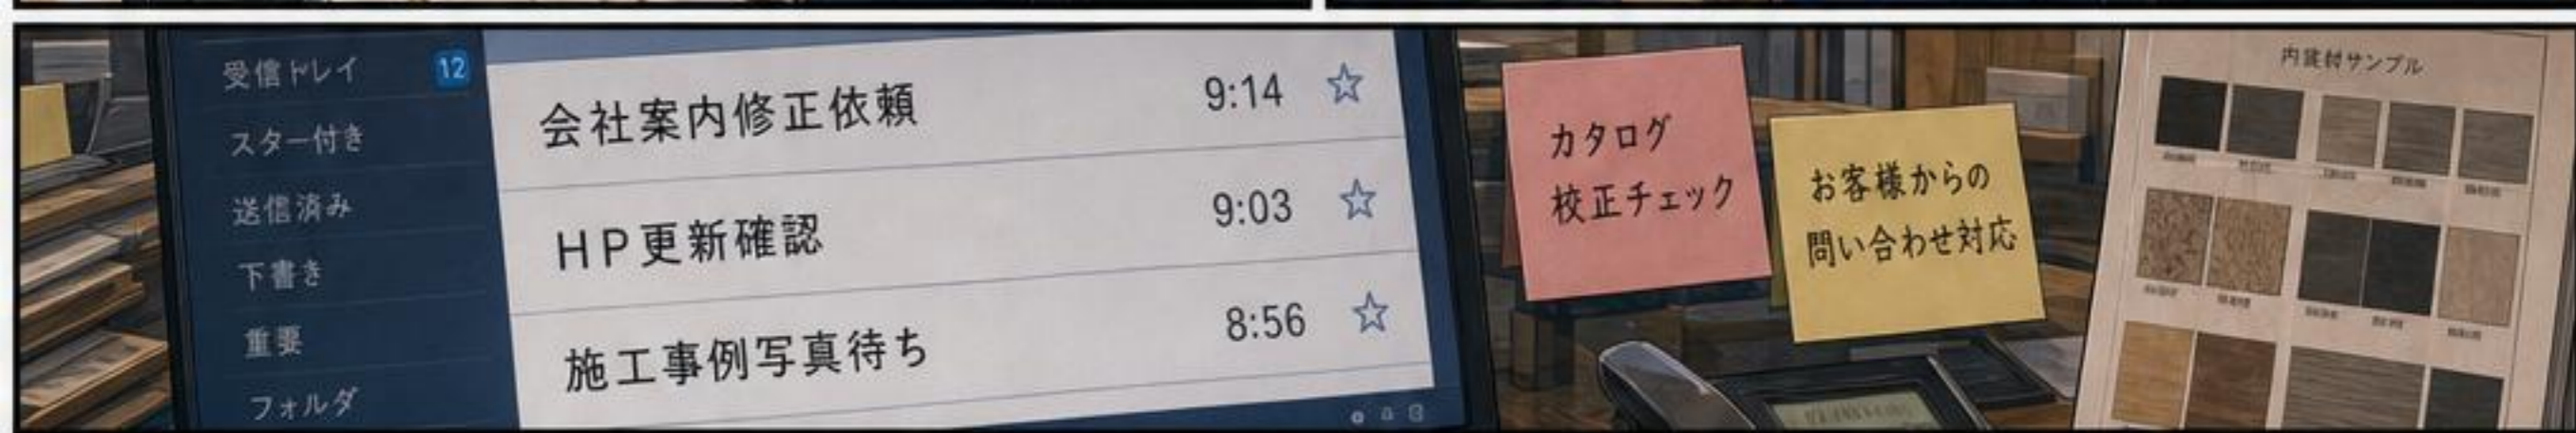 受信トレイ 12
スター付き
送信済み
下書き
重要
フォルダ
会社案内修正依頼 9:14 ☆
HP更新確認 9:03 ☆
施工事例写真待ち 8:56 ☆
カタログ
校正チェック
お客様からの
問い合わせ対応
内装材サンプル